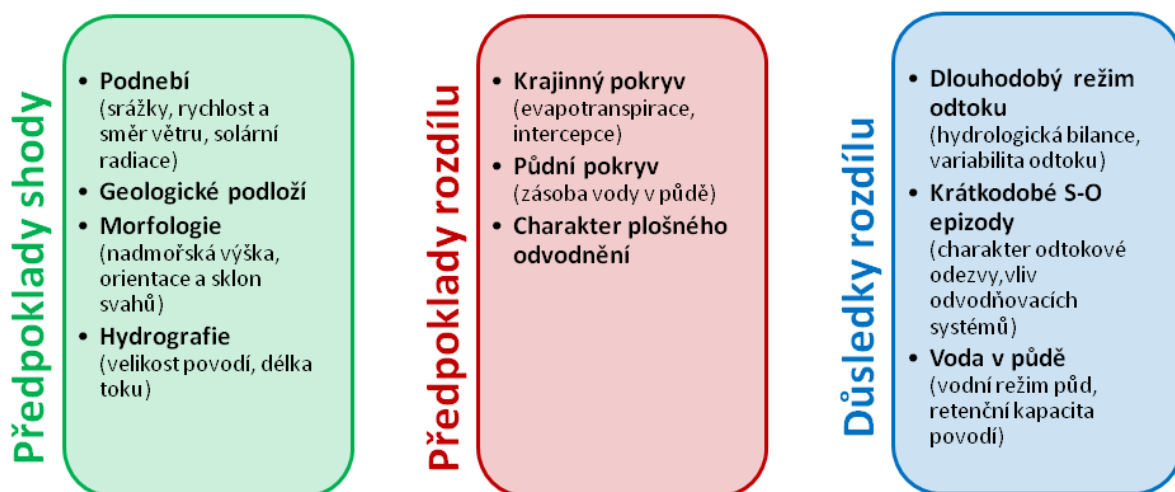 Předpoklady shody
• Podnebí
(srážky, rychlost a
směr větru, solární
radiace)
• Geologické podloží
• Morfologie
(nadmořská výška,
orientace a sklon
svahů)
• Hydrografie
(velikost povodí, délka
toku)
Předpoklady rozdílu
• Krajinný pokryv
(evapotranspirace,
intercepce)
• Půdní pokryv
(zásoba vody v půdě)
• Charakter plošného
odvodnění
Důsledky rozdílu
• Dlouhodobý režim
odtoku
(hydrologická bilance,
variabilita odtoku)
• Krátkodobé S-O
epizody
(charakter odtokové
odezvy,vliv
odvodňovacích
systémů)
• Voda v půdě
(vodní režim půd,
retenční kapacita
povodí)